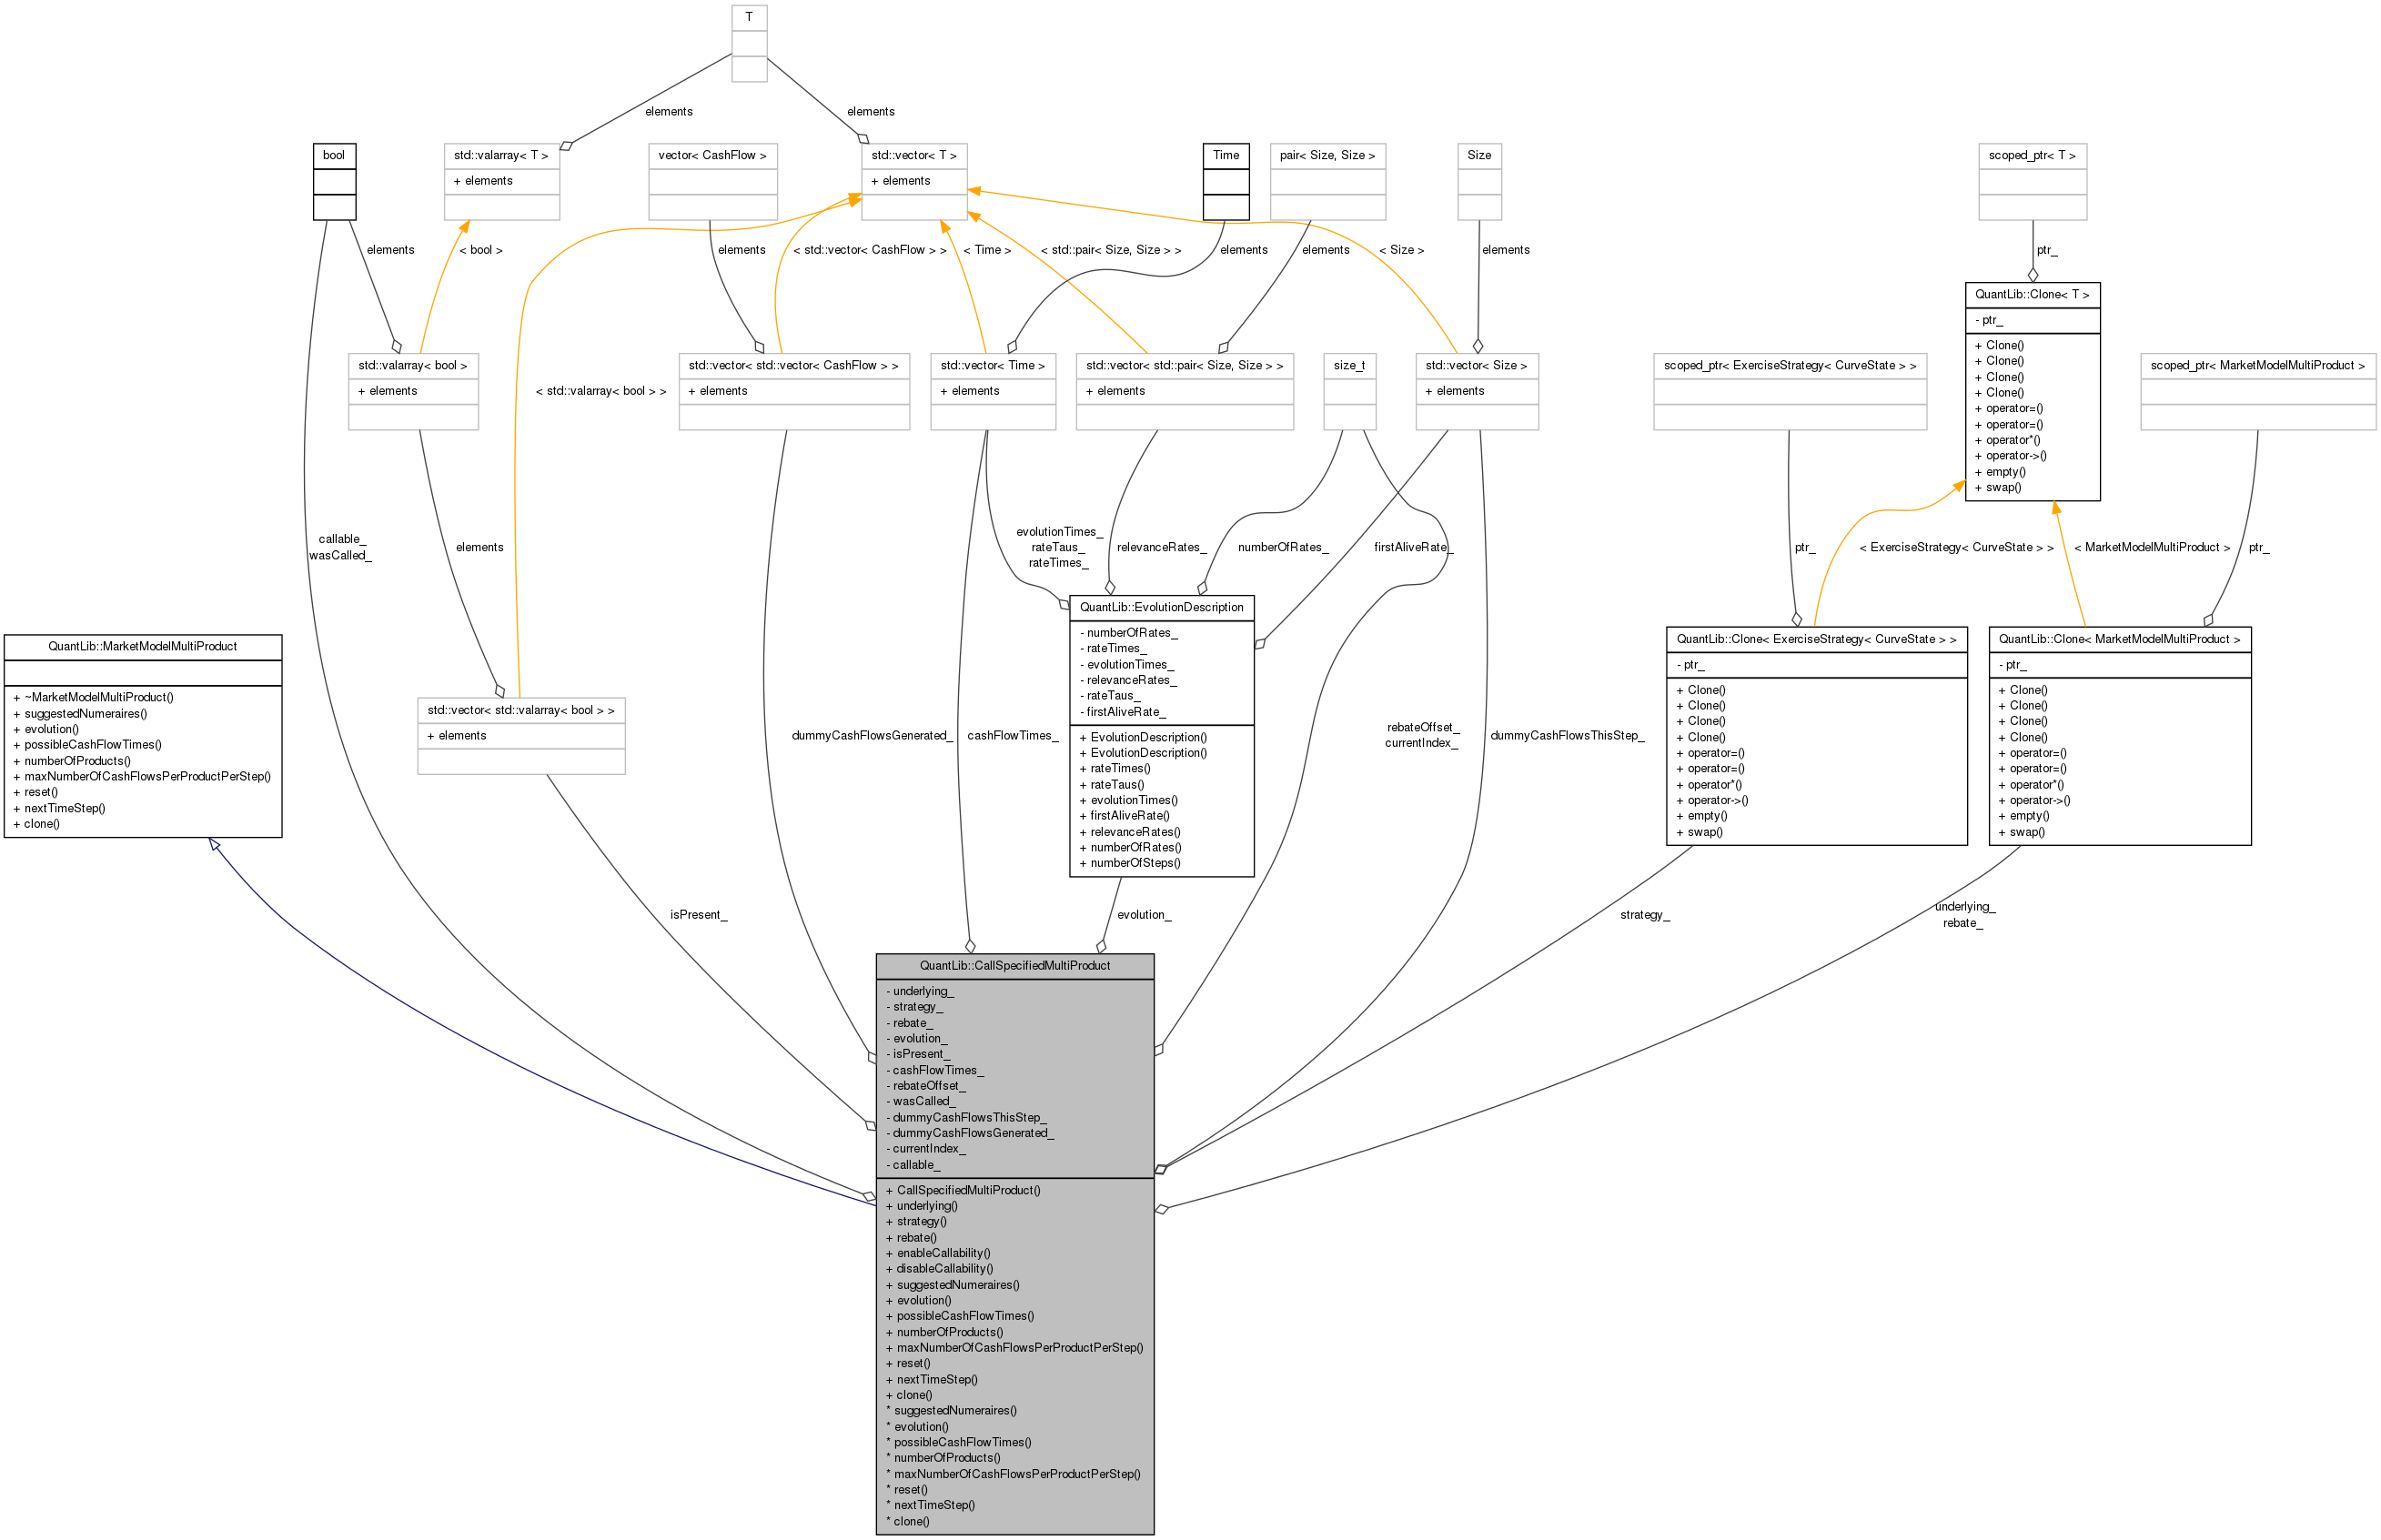 T
elements
elements
bool
std::valarray< T >
+ elements
vector< CashFlow >
std::vector< T >
+ elements
Time
pair< Size, Size >
Size
scoped_ptr< T >
elements
< bool >
elements
< std::vector< CashFlow > >
< Time >
< std::pair< Size, Size > >
elements
elements
< Size >
elements
ptr_
QuantLib::Clone< T >
- ptr_
+ Clone()
+ Clone()
+ Clone()
+ Clone()
+ operator=()
+ operator=()
+ operator*()
+ operator->()
+ empty()
+ swap()
std::valarray< bool >
+ elements
< std::valarray< bool > >
std::vector< std::vector< CashFlow > >
+ elements
std::vector< Time >
+ elements
std::vector< std::pair< Size, Size > >
+ elements
size_t
std::vector< Size >
+ elements
scoped_ptr< ExerciseStrategy< CurveState > >
scoped_ptr< MarketModelMultiProduct >
callable_
wasCalled_
elements
evolutionTimes_
rateTaus_
rateTimes_
relevanceRates_
numberOfRates_
firstAliveRate_
ptr_
< ExerciseStrategy< CurveState > >
< MarketModelMultiProduct >
ptr_
QuantLib::MarketModelMultiProduct
+ ~MarketModelMultiProduct()
+ suggestedNumeraires()
+ evolution()
+ possibleCashFlowTimes()
+ numberOfProducts()
+ maxNumberOfCashFlowsPerProductPerStep()
+ reset()
+ nextTimeStep()
+ clone()
std::vector< std::valarray< bool > >
+ elements
dummyCashFlowsGenerated_
cashFlowTimes_
QuantLib::EvolutionDescription
- numberOfRates_
- rateTimes_
- evolutionTimes_
- relevanceRates_
- rateTaus_
- firstAliveRate_
+ EvolutionDescription()
+ EvolutionDescription()
+ rateTimes()
+ rateTaus()
+ evolutionTimes()
+ firstAliveRate()
+ relevanceRates()
+ numberOfRates()
+ numberOfSteps()
rebateOffset_
currentIndex_
dummyCashFlowsThisStep_
QuantLib::Clone< ExerciseStrategy< CurveState > >
- ptr_
+ Clone()
+ Clone()
+ Clone()
+ Clone()
+ operator=()
+ operator=()
+ operator*()
+ operator->()
+ empty()
+ swap()
QuantLib::Clone< MarketModelMultiProduct >
- ptr_
+ Clone()
+ Clone()
+ Clone()
+ Clone()
+ operator=()
+ operator=()
+ operator*()
+ operator->()
+ empty()
+ swap()
isPresent_
evolution_
strategy_
underlying_
rebate_
QuantLib::CallSpecifiedMultiProduct
- underlying_
- strategy_
- rebate_
- evolution_
- isPresent_
- cashFlowTimes_
- rebateOffset_
- wasCalled_
- dummyCashFlowsThisStep_
- dummyCashFlowsGenerated_
- currentIndex_
- callable_
+ CallSpecifiedMultiProduct()
+ underlying()
+ strategy()
+ rebate()
+ enableCallability()
+ disableCallability()
+ suggestedNumeraires()
+ evolution()
+ possibleCashFlowTimes()
+ numberOfProducts()
+ maxNumberOfCashFlowsPerProductPerStep()
+ reset()
+ nextTimeStep()
+ clone()
* suggestedNumeraires()
* evolution()
* possibleCashFlowTimes()
* numberOfProducts()
* maxNumberOfCashFlowsPerProductPerStep()
* reset()
* nextTimeStep()
* clone()